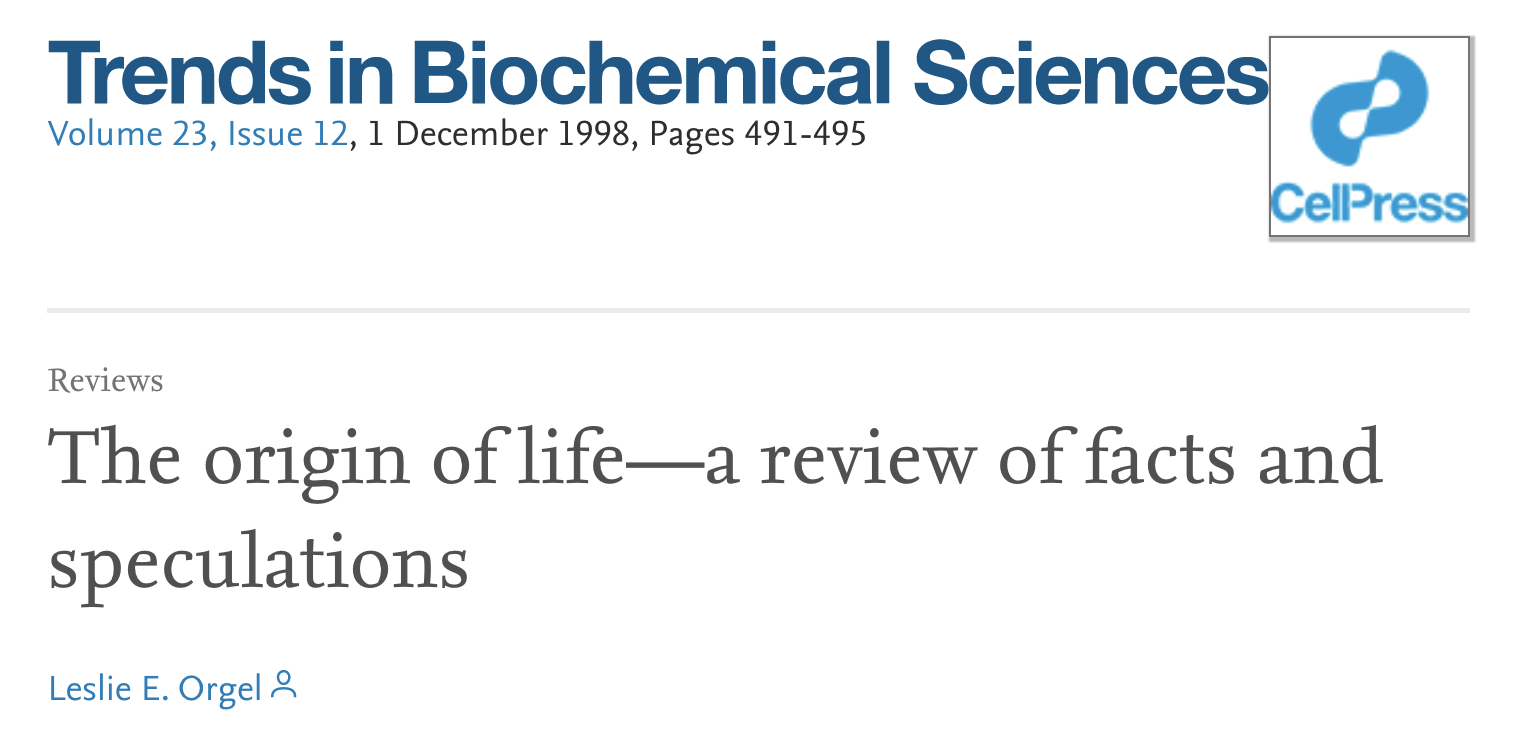 Trends in Biochemical Sciences
Volume 23, Issue 12, 1 December 1998, Pages 491-495
CellPress
Reviews
The origin of life—a review of facts and
speculations
Leslie E. Orgel